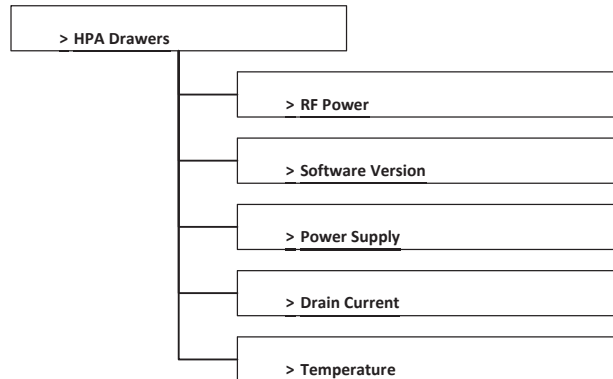 > HPA Drawers
> RF Power
> Software Version
> Power Supply
> Drain Current
> Temperature